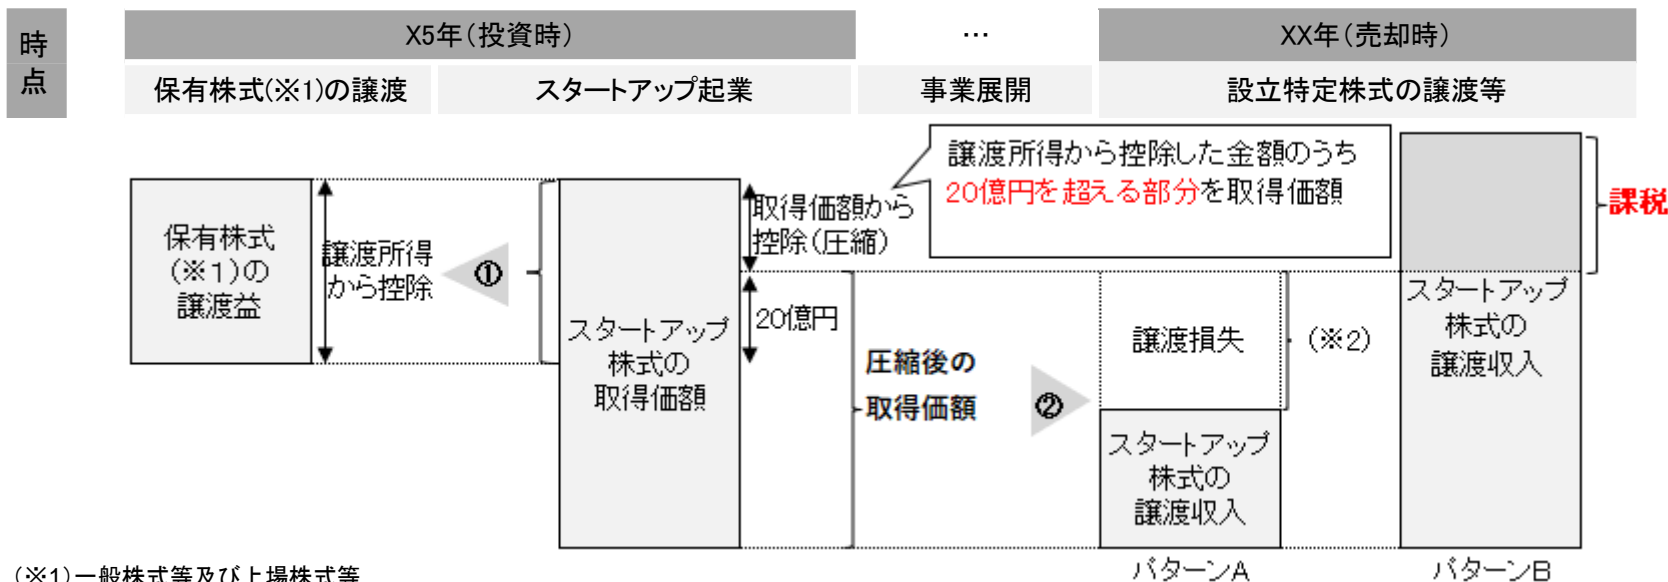 時
点
X5年(投資時)
…
XX年(売却時)
保有株式(※1)の譲渡
スタートアップ起業
事業展開
設立特定株式の譲渡等
譲渡所得から控除した金額のうち
20億円を超える部分を取得価額
課税
保有株式
(※1)の
譲渡益
譲渡所得
から控除
①
スタートアップ
株式の
取得価額
取得価額から
控除(圧縮)
20億円
圧縮後の
取得価額
②
譲渡損失
(※2)
スタートアップ
株式の
譲渡収入
スタートアップ
株式の
譲渡収入
パターンA
パターンB
(※1)一般株式等及び上場株式等